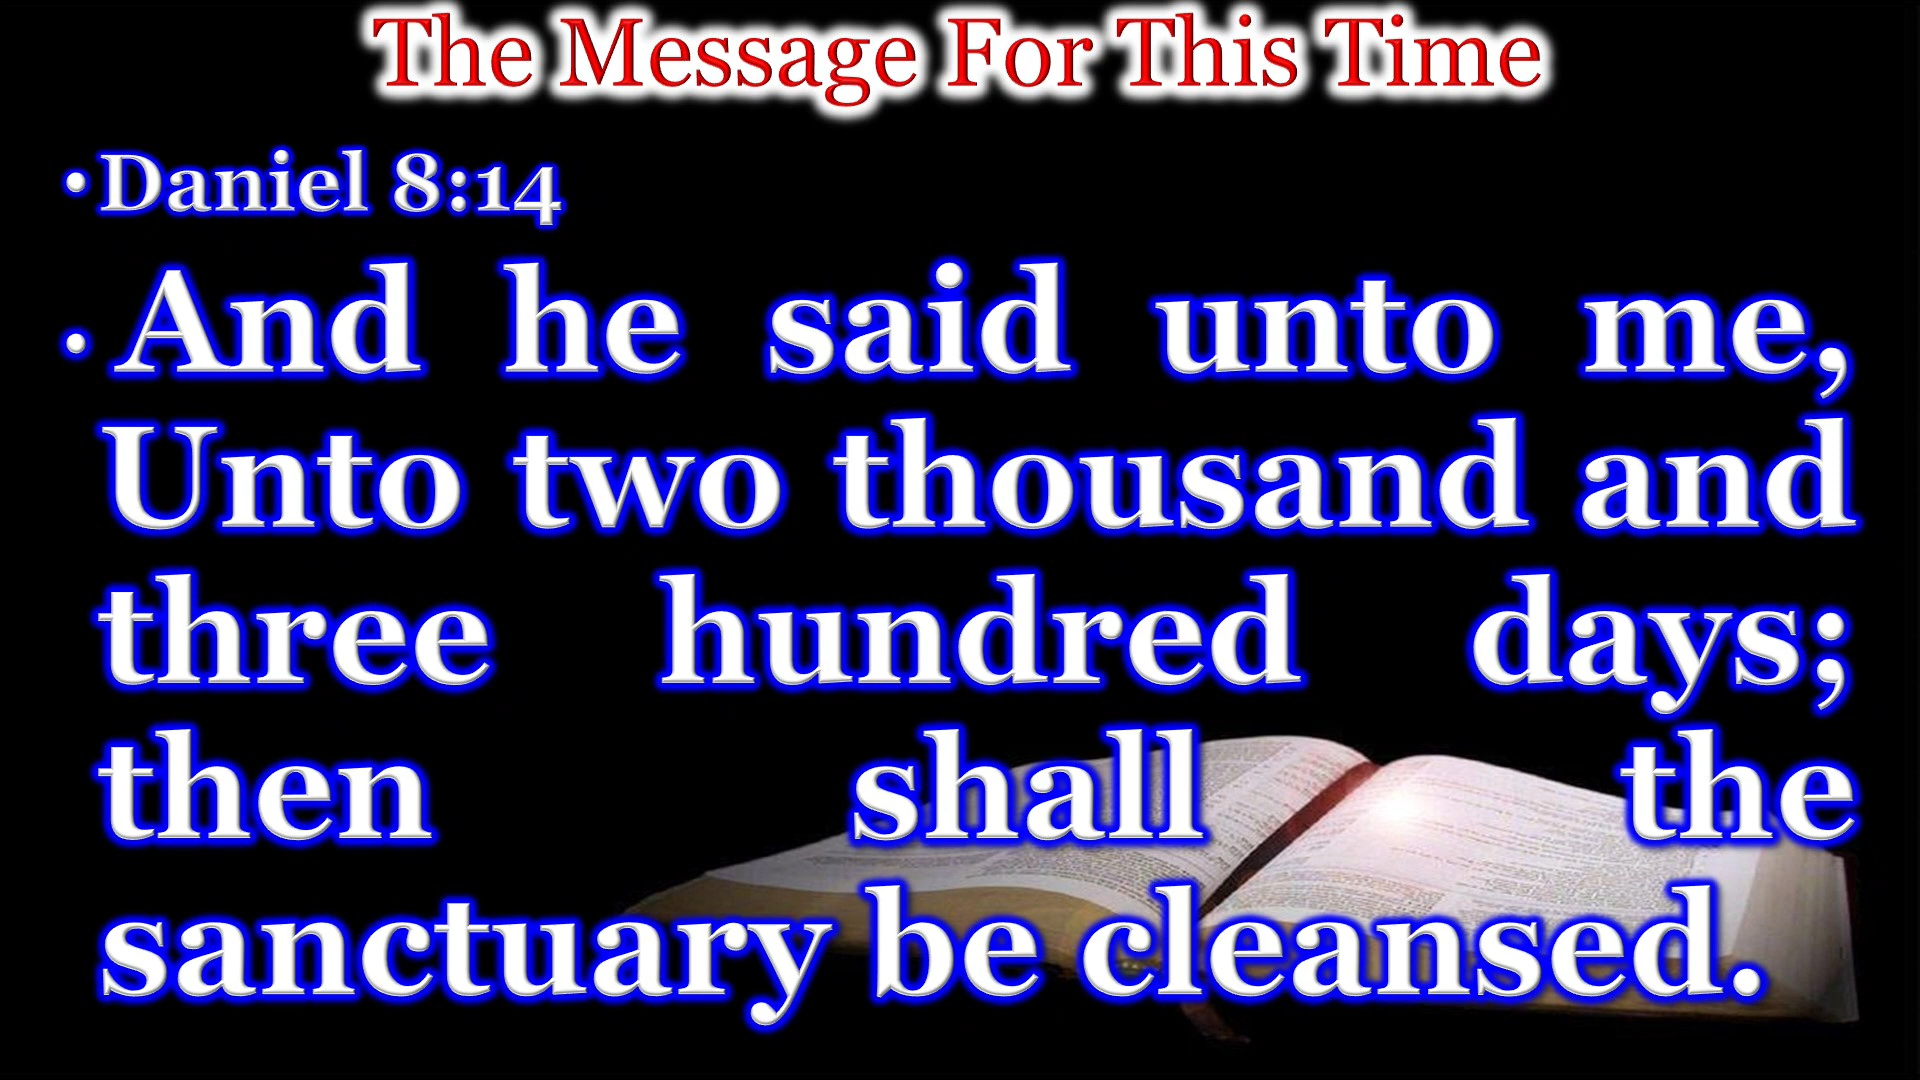 The Message For This Time
• Daniel 8:14
• And he said unto me,
Unto two thousand and
three hundred days;
then shall the
sanctuary be cleansed.